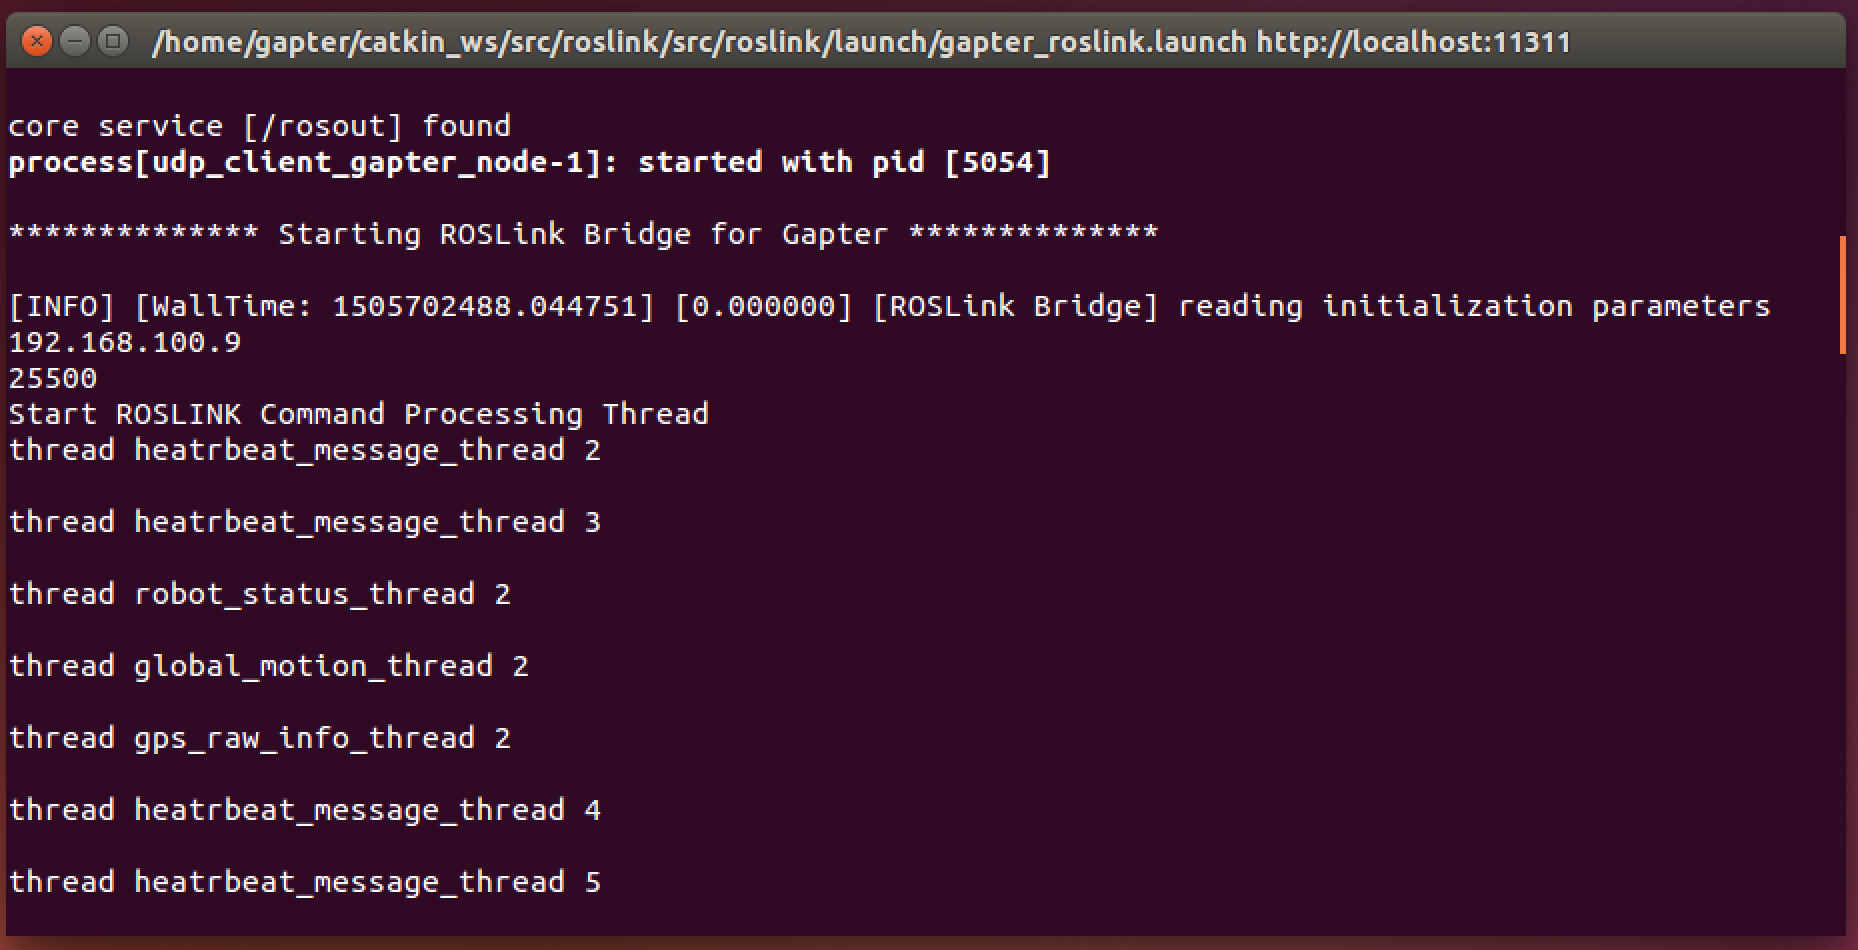 /home/gapter/catkin_ws/src/roslink/src/roslink/launch/gapter_roslink.launch http://localhost:11311
core service [/rosout] found
process[udp_client_gapter_node-1]: started with pid [5054]
************** Starting ROSLink Bridge for Gapter **************
[INFO] [WallTime: 1505702488.044751] [0.000000] [ROSLink Bridge] reading initialization parameters
192.168.100.9
25500
Start ROSLINK Command Processing Thread
thread heatrbeat_message_thread 2
thread heatrbeat_message_thread 3
thread robot_status_thread 2
thread global_motion_thread 2
thread gps_raw_info_thread 2
thread heatrbeat_message_thread 4
thread heatrbeat_message_thread 5